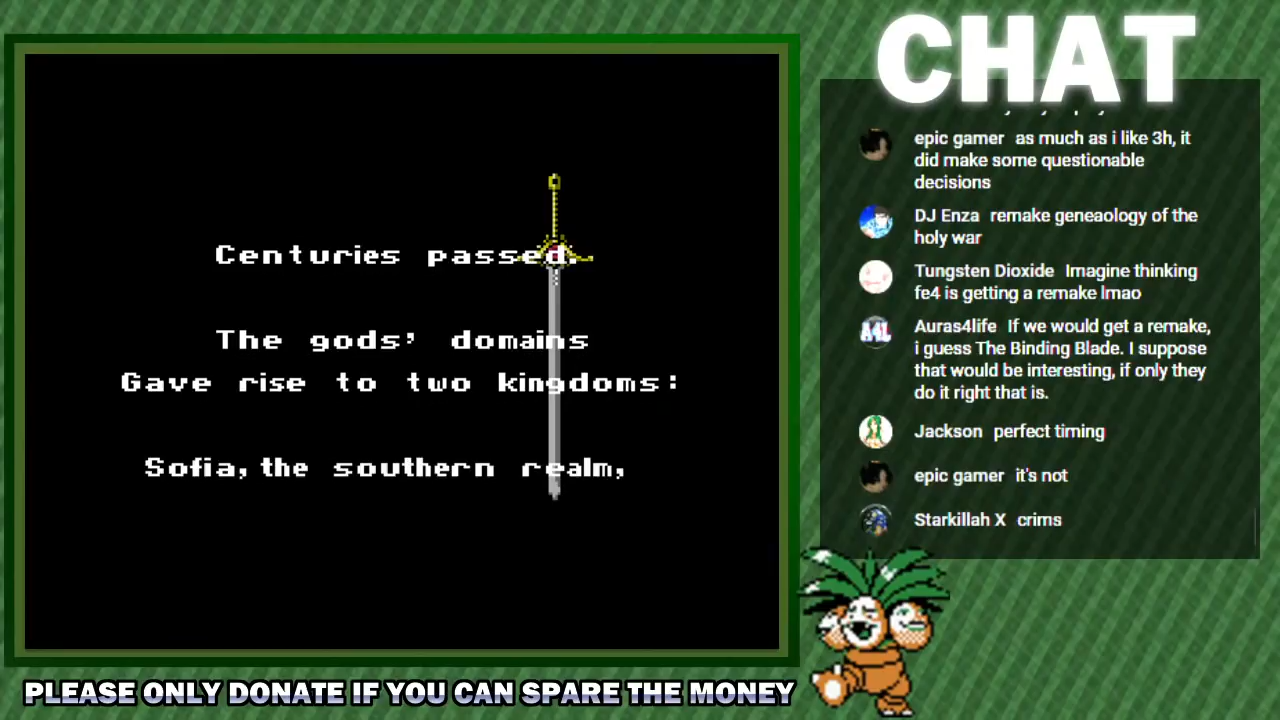 CHAT
Centuries passed.
The gods' domains
Gave rise to two kingdoms:
Sofia, the southern realm,
epic gamer as much as i like 3h, it
did make some questionable
decisions
DJ Enza remake geneaology of the
holy war
Tungsten Dioxide Imagine thinking
fe4 is getting a remake lmao
A4L
Auras4life If we would get a remake,
i guess The Binding Blade. I suppose
that would be interesting, if only they
do it right that is.
Jackson perfect timing
epic gamer it's not
Starkillah X crims
PLEASE ONLY DONATE IF YOU CAN SPARE THE MONEY